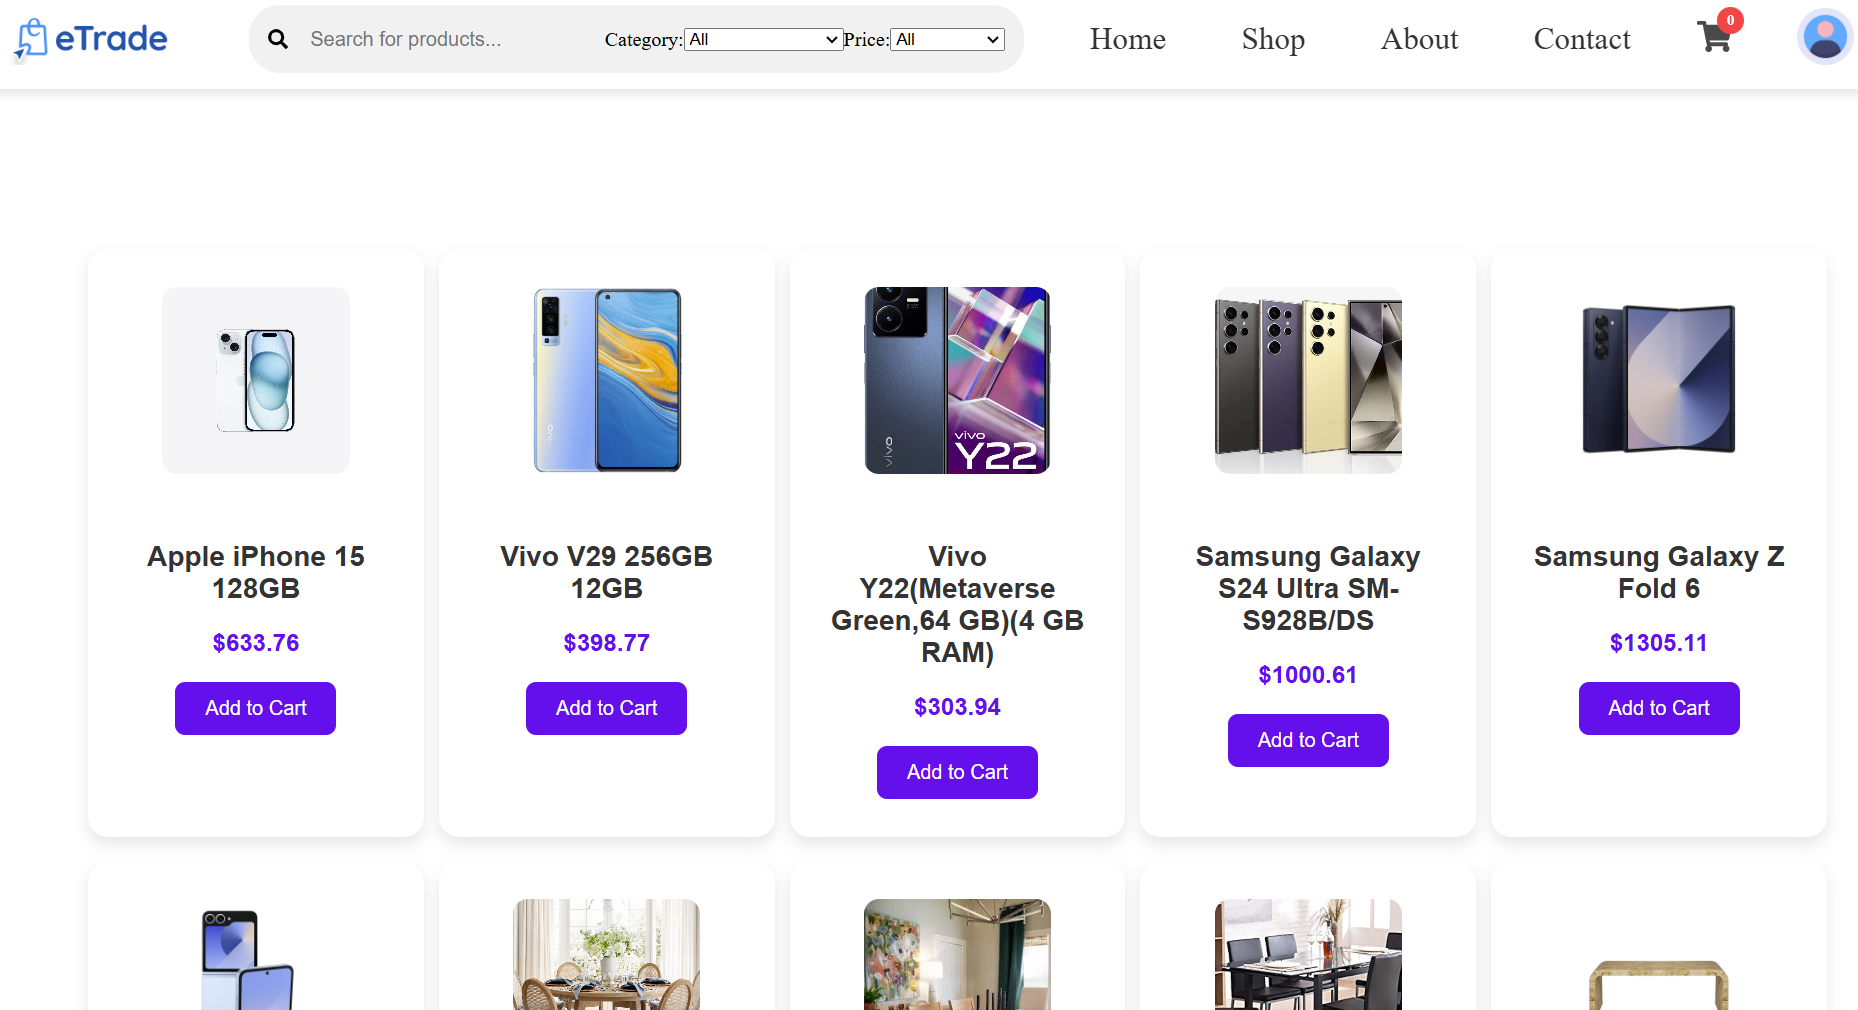 eTrade
Search for products...
Category: All
Price: All
Home
Shop
About
Contact
0
vivo
vivo
vivo
Y22
Apple iPhone 15
128GB
$633.76
Add to Cart
Vivo V29 256GB
12GB
$398.77
Add to Cart
Vivo
Y22(Metaverse
Green,64 GB)(4 GB
RAM)
$303.94
Add to Cart
Samsung Galaxy
S24 Ultra SM-
S928B/DS
$1000.61
Add to Cart
Samsung Galaxy Z
Fold 6
$1305.11
Add to Cart